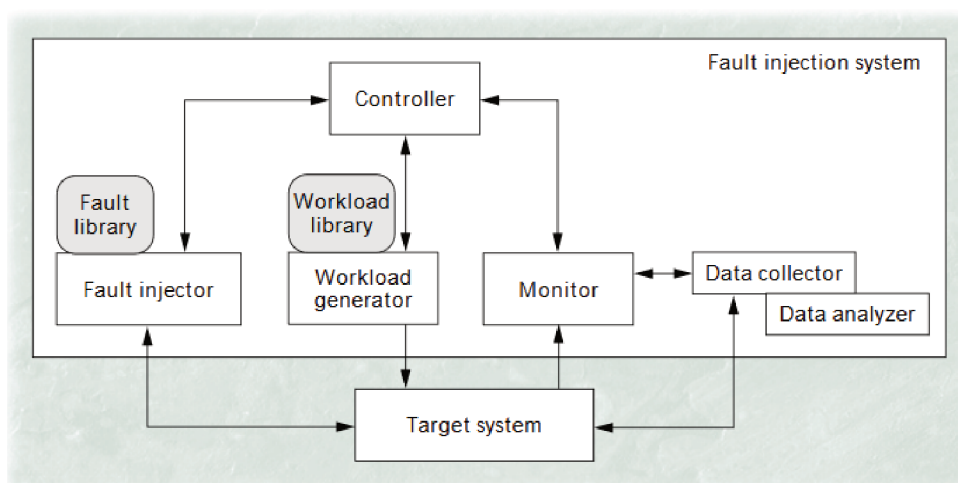 Fault injection system
Controller
Fault
library
Workload
library
Fault injector
Workload
generator
Monitor
Data collector
Data analyzer
Target system